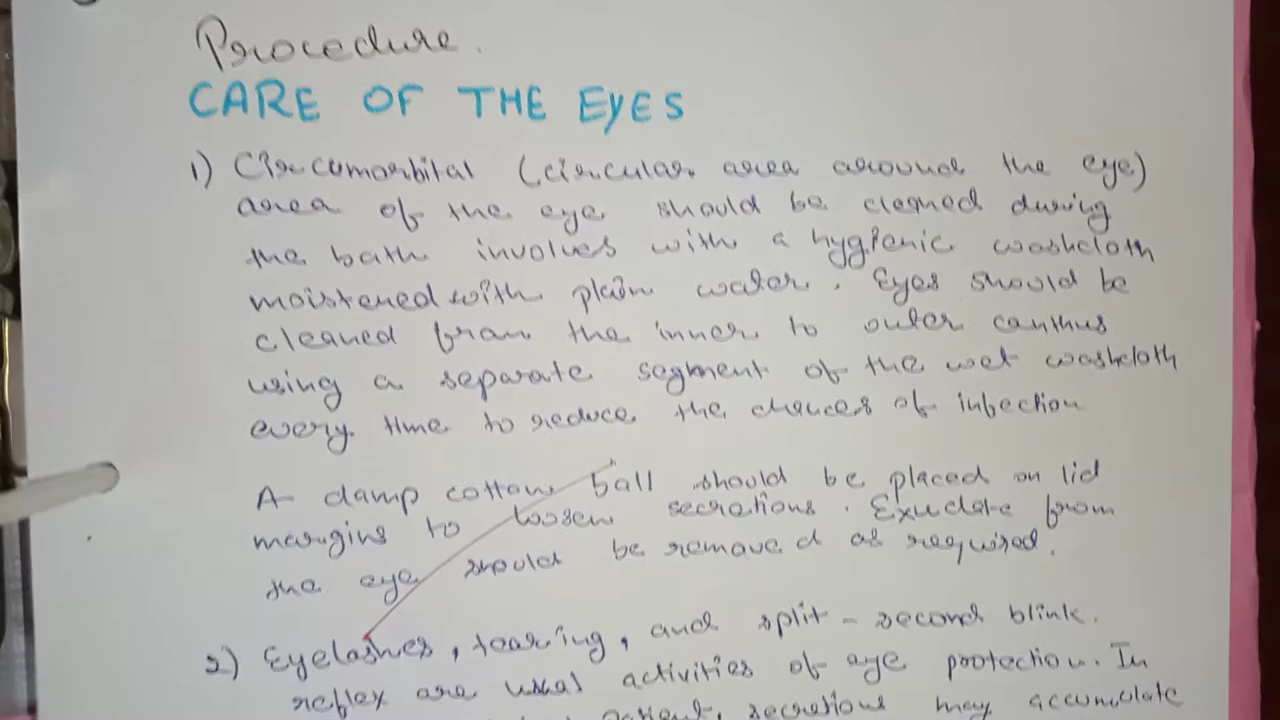 Procedure.
CARE OF THE EYES
1) Circumorbital (circular area around the eye)
area of the eye should be cleaned during
the bath involves with a hygienic washcloth
moistened with plain water. Eyes should be
cleaned from the inner to outer canthus
using a separate segment of the wet washcloth
every time to reduce the chances of infection
A damp cotton ball should be placed on lid
margins to loosen secretions. Exudate from
the eye should be removed as required.
2) Eyelashes, tearing, and split-second blink.
reflex are usual activities of eye protection. In
patient, secretions may accumulate